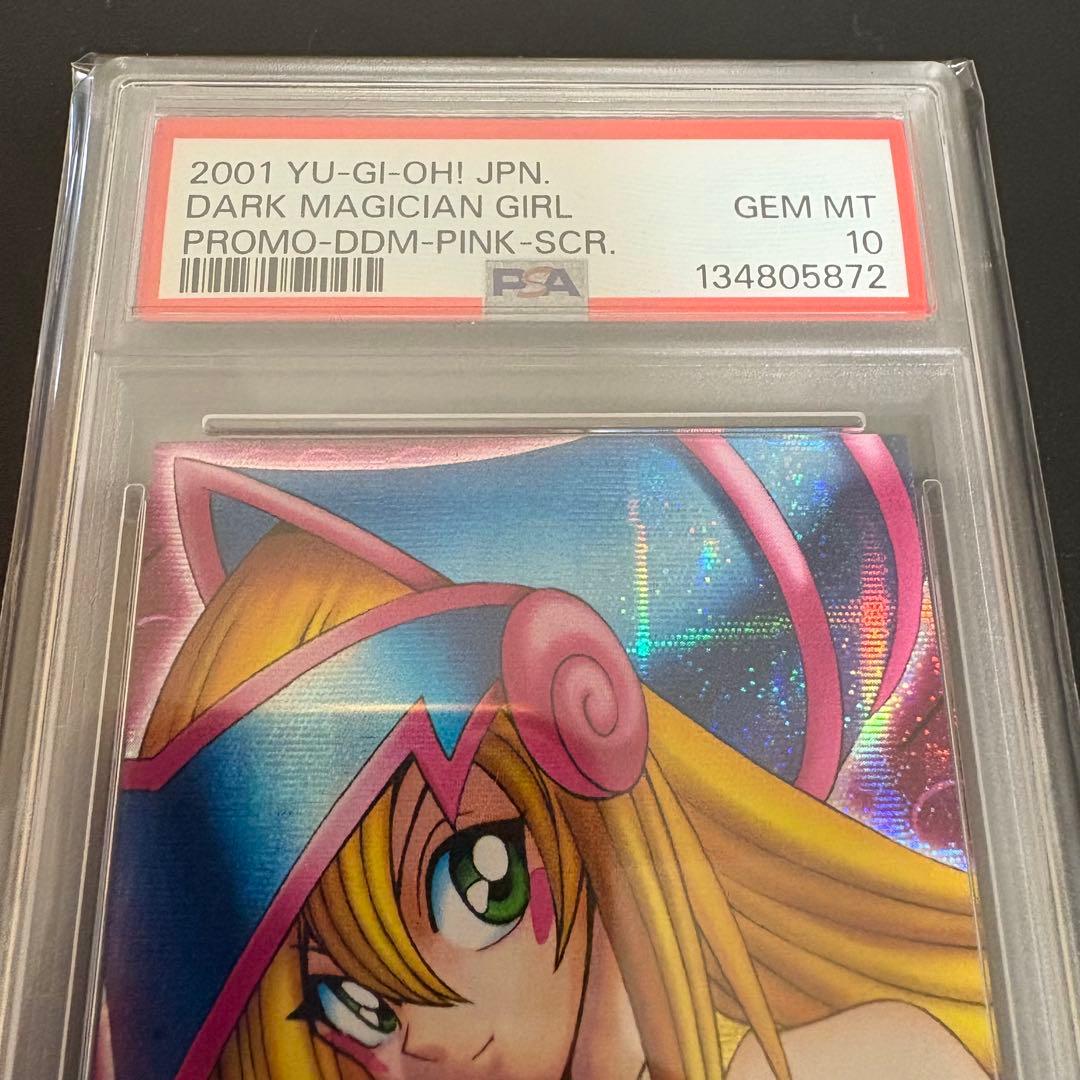 2001 YU-GI-OH! JPN.
DARK MAGICIAN GIRL GEM MT
PROMO-DDM-PINK-SCR. 10
PSA 134805872